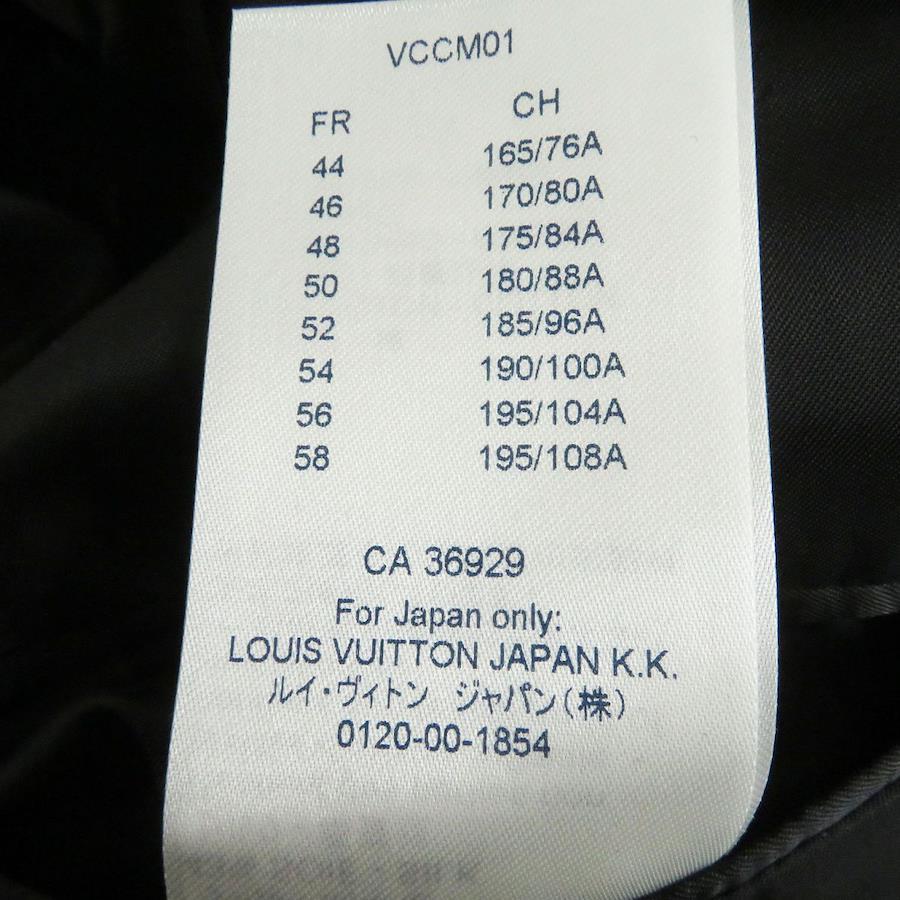 VCCM01
FR CH
44 165/76A
46 170/80A
48 175/84A
50 180/88A
52 185/96A
54 190/100A
56 195/104A
58 195/108A
CA 36929
For Japan only:
LOUIS VUITTON JAPAN K.K.
ルイ・ヴィトン ジャパン(株)
0120-00-1854